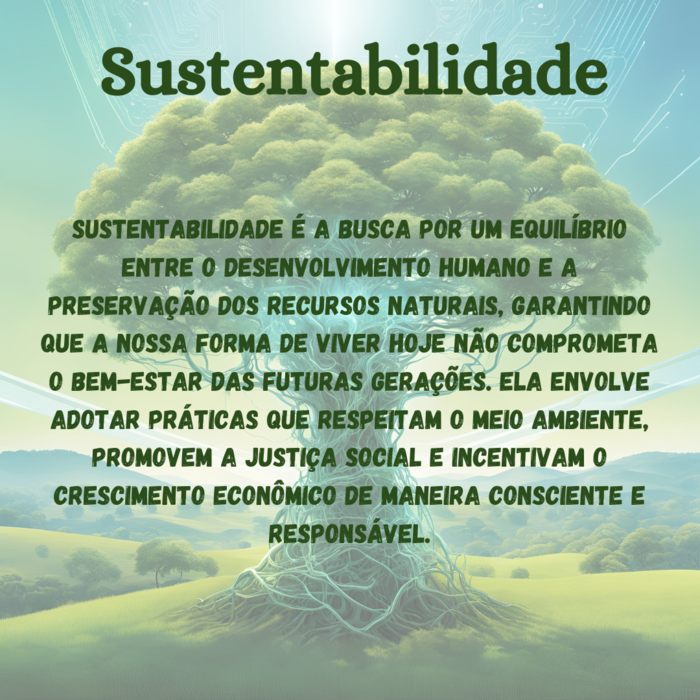 Sustentabilidade
SUSTENTABILIDADE É A BUSCA POR UM EQUILÍBRIO
ENTRE O DESENVOLVIMENTO HUMANO E A
PRESERVAÇÃO DOS RECURSOS NATURAIS, GARANTINDO
QUE A NOSSA FORMA DE VIVER HOJE NÃO COMPROMETA
O BEM-ESTAR DAS FUTURAS GERAÇÕES. ELA ENVOLVE
ADOTAR PRÁTICAS QUE RESPEITAM O MEIO AMBIENTE,
PROMOVEM A JUSTIÇA SOCIAL E INCENTIVAM O
CRESCIMENTO ECONÔMICO DE MANEIRA CONSCIENTE E
RESPONSÁVEL.